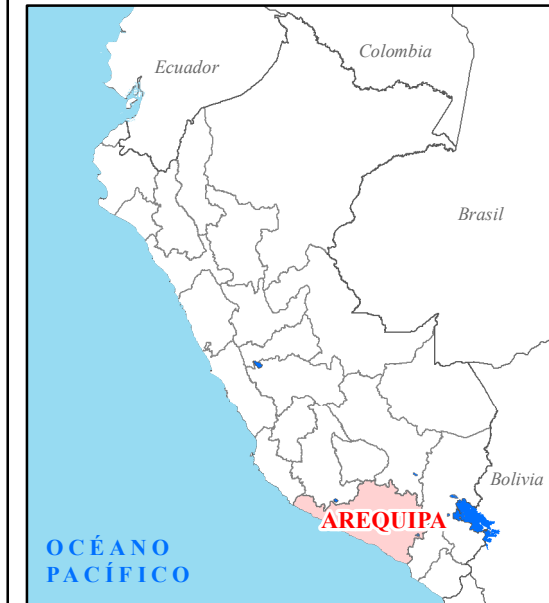 Colombia
Ecuador
Brasil
Bolivia
AREQUIPA
OCÉANO
PACÍFICO